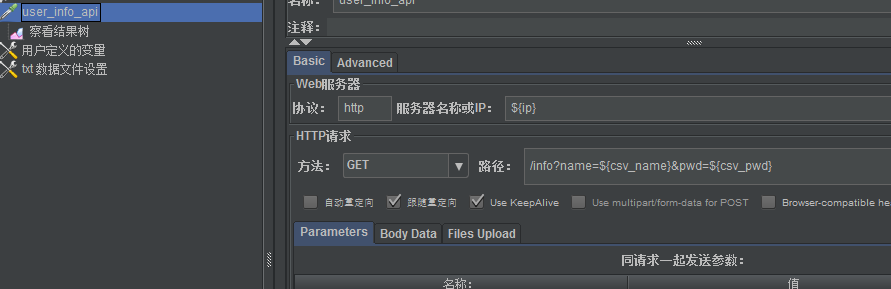 user_info_api
察看结果树
用户定义的变量
txt 数据文件设置
名称： user_info_api
注释：
Basic Advanced
Web服务器
协议： http 服务器名称或IP： ${ip}
HTTP请求
方法： GET 路径： /info?name=${csv_name}&pwd=${csv_pwd}
自动重定向 跟随重定向 Use KeepAlive Use multipart/form-data for POST Browser-compatible hea
Parameters Body Data Files Upload
同请求一起发送参数：
名称： 值